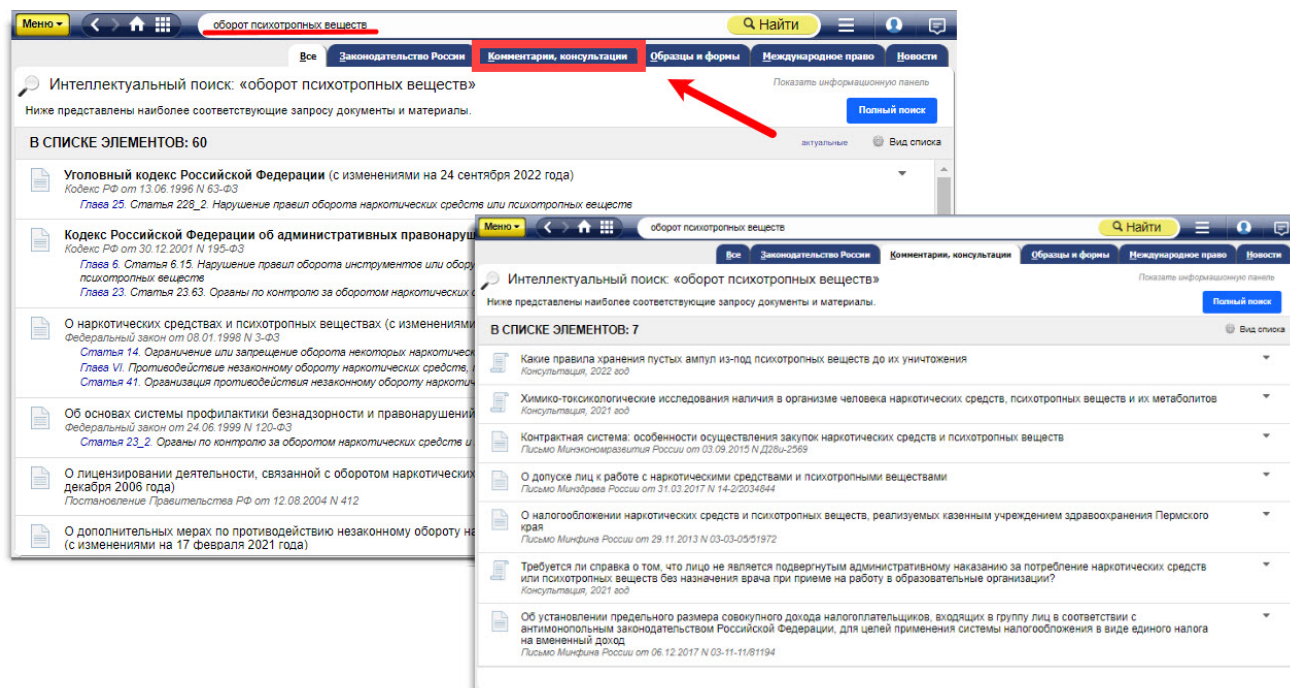 Меню
оборот психотропных веществ
Найти
Все
Законодательство России
Комментарии, консультации
Образцы и формы
Международное право
Новости
Интеллектуальный поиск: «оборот психотропных веществ»
Показать информационную панель
Ниже представлены наиболее соответствующие запросу документы и материалы.
Полный поиск
В СПИСКЕ ЭЛЕМЕНТОВ: 60
актуальные
Вид списка
Уголовный кодекс Российской Федерации (с изменениями на 24 сентября 2022 года)
Кодекс РФ от 13.06.1996 N 63-ФЗ
Глава 25. Статья 228_2. Нарушение правил оборота наркотических средств или психотропных веществ
Кодекс Российской Федерации об административных правонаруш
Кодекс РФ от 30.12.2001 N 195-ФЗ
Глава 6. Статья 6.15. Нарушение правил оборота инструментов или обору
психотропных веществ
Глава 23. Статья 23.63. Органы по контролю за оборотом наркотических с
О наркотических средствах и психотропных веществах (с изменениями
Федеральный закон от 08.01.1998 N 3-ФЗ
Статья 14. Ограничение или запрещение оборота некоторых наркотическ
Глава VI. Противодействие незаконному обороту наркотических средств,
Статья 41. Организация противодействия незаконному обороту наркотич
Об основах системы профилактики безнадзорности и правонарушений
Федеральный закон от 24.06.1999 N 120-ФЗ
Статья 23_2. Органы по контролю за оборотом наркотических средств и
О лицензировании деятельности, связанной с оборотом наркотических
декабря 2006 года)
Постановление Правительства РФ от 12.08.2004 N 412
О дополнительных мерах по противодействию незаконному обороту на
(с изменениями на 17 февраля 2021 года)
Меню
оборот психотропных веществ
Найти
Все
Законодательство России
Комментарии, консультации
Образцы и формы
Международное право
Новости
Интеллектуальный поиск: «оборот психотропных веществ»
Показать информационную панель
Ниже представлены наиболее соответствующие запросу документы и материалы.
Полный поиск
В СПИСКЕ ЭЛЕМЕНТОВ: 7
Вид списка
Какие правила хранения пустых ампул из-под психотропных веществ до их уничтожения
Консультация, 2022 год
Химико-токсикологические исследования наличия в организме человека наркотических средств, психотропных веществ и их метаболитов
Консультация, 2021 год
Контрактная система: особенности осуществления закупок наркотических средств и психотропных веществ
Письмо Минэкономразвития России от 03.09.2015 N Д28и-2569
О допуске лиц к работе с наркотическими средствами и психотропными веществами
Письмо Минздрава России от 31.03.2017 N 14-2/2034644
О налогообложении наркотических средств и психотропных веществ, реализуемых казенным учреждением здравоохранения Пермского
края
Письмо Минфина России от 29.11.2013 N 03-03-05/51972
Требуется ли справка о том, что лицо не является подвергнутым административному наказанию за потребление наркотических средств
или психотропных веществ без назначения врача при приеме на работу в образовательные организации?
Консультация, 2021 год
Об установлении предельного размера совокупного дохода налогоплательщиков, входящих в группу лиц в соответствии с
антимонопольным законодательством Российской Федерации, для целей применения системы налогообложения в виде единого налога
на вмененный доход
Письмо Минфина России от 06.12.2017 N 03-11-11/81194